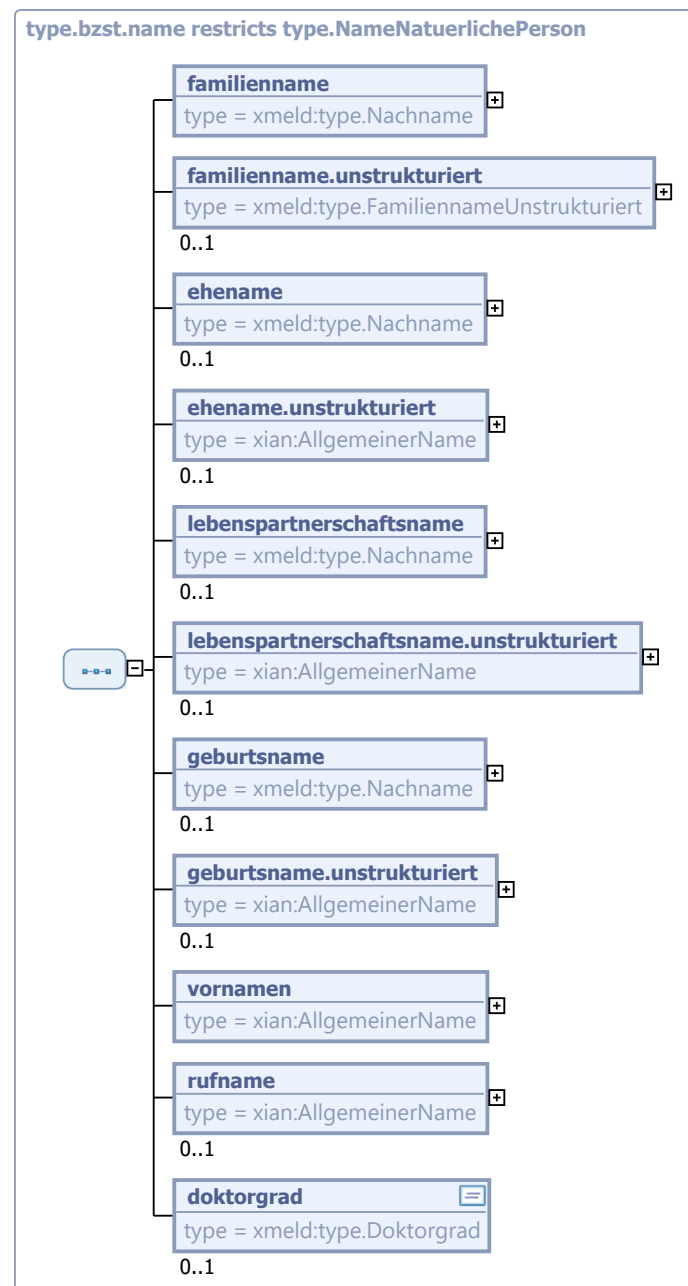 type.bzst.name restricts type.NameNatuerlichePerson
familienname
type = xmeld:type.Nachname
familienname.unstrukturiert
type = xmeld:type.FamiliennameUnstrukturiert
0..1
ehename
type = xmeld:type.Nachname
0..1
ehename.unstrukturiert
type = xian:AllgemeinerName
0..1
lebenspartnerschaftsname
type = xmeld:type.Nachname
0..1
lebenspartnerschaftsname.unstrukturiert
type = xian:AllgemeinerName
0..1
geburtsname
type = xmeld:type.Nachname
0..1
geburtsname.unstrukturiert
type = xian:AllgemeinerName
0..1
vornamen
type = xian:AllgemeinerName
rufname
type = xian:AllgemeinerName
0..1
doktorgrad
type = xmeld:type.Doktorgrad
0..1